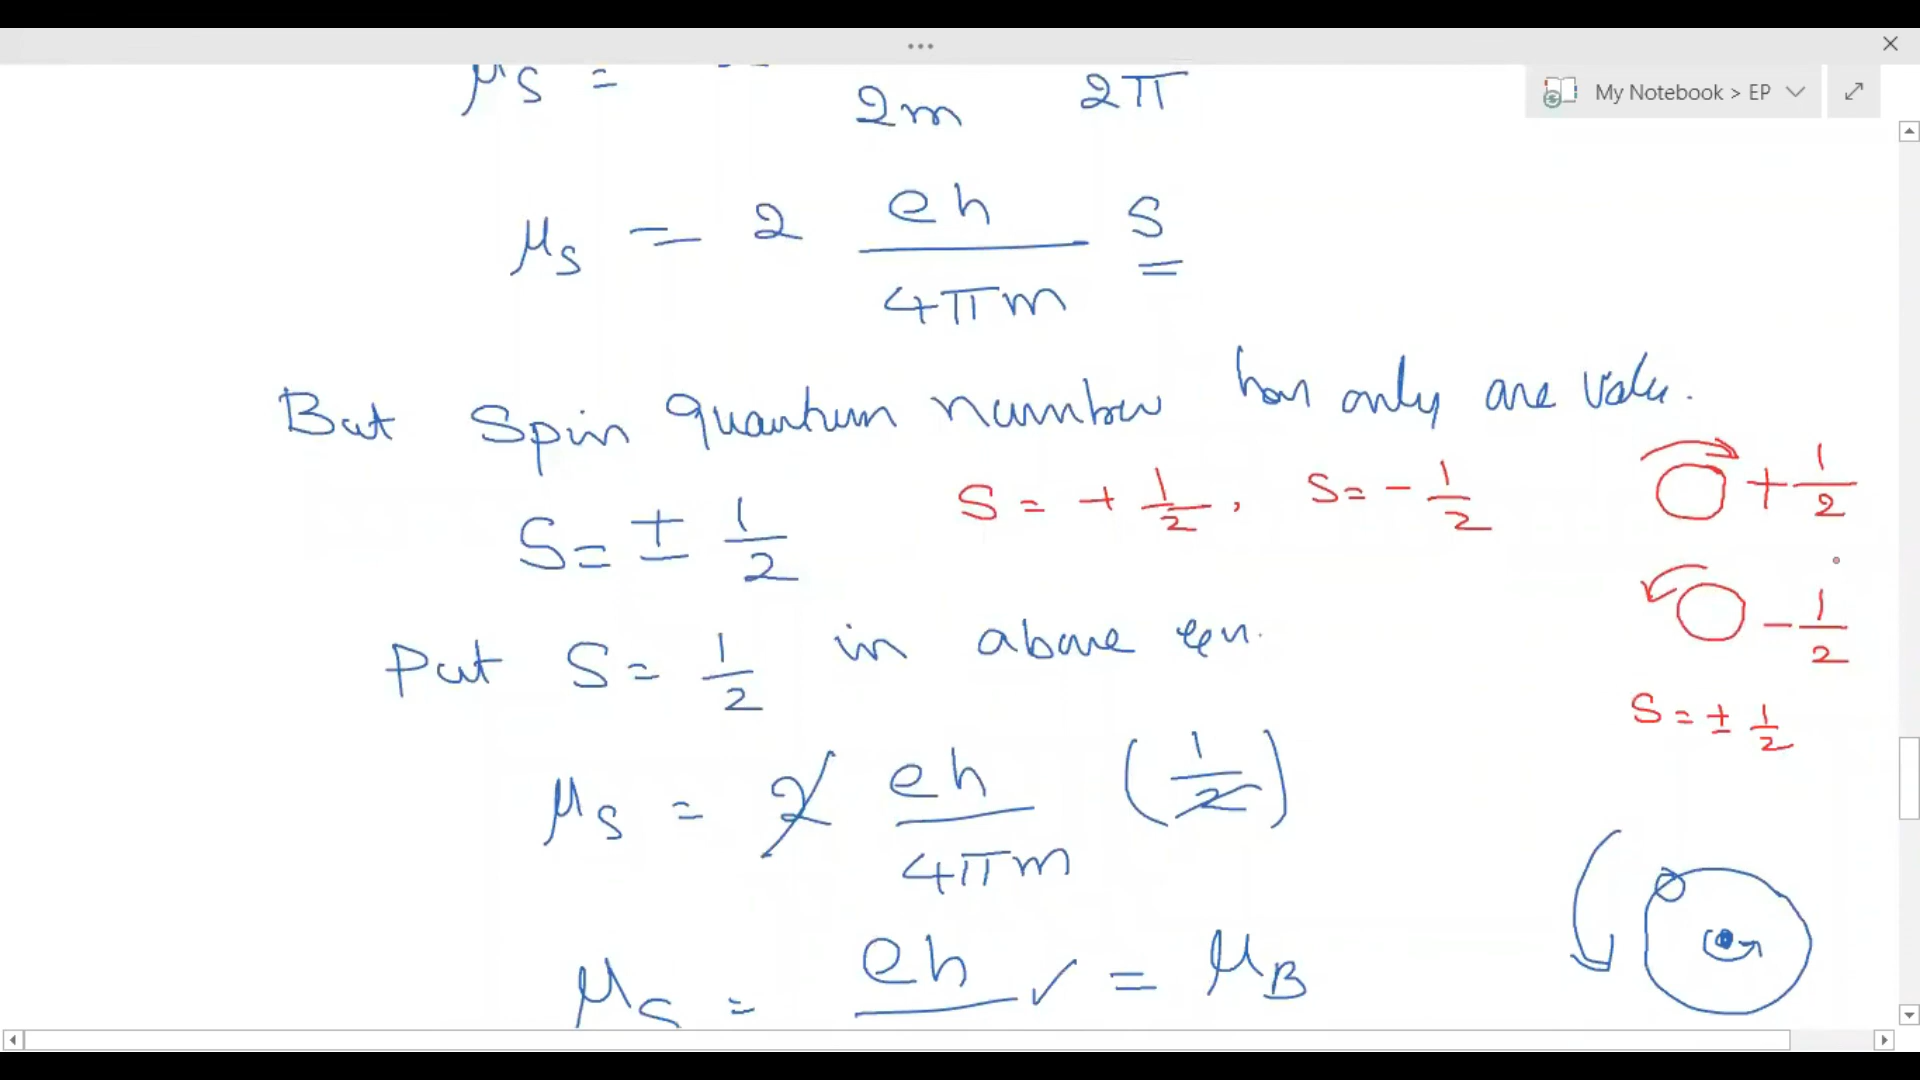 ...
My Notebook > EP
μs =
2m 2π
μs = 2 eh / 4πm S
But Spin quantum number has only one value.
S = ± 1/2
S = + 1/2, S = - 1/2
+ 1/2
- 1/2
S = ± 1/2
Put S = 1/2 in above eqn.
μs = 2 eh / 4πm (1/2)
μs = eh ✓ = μB